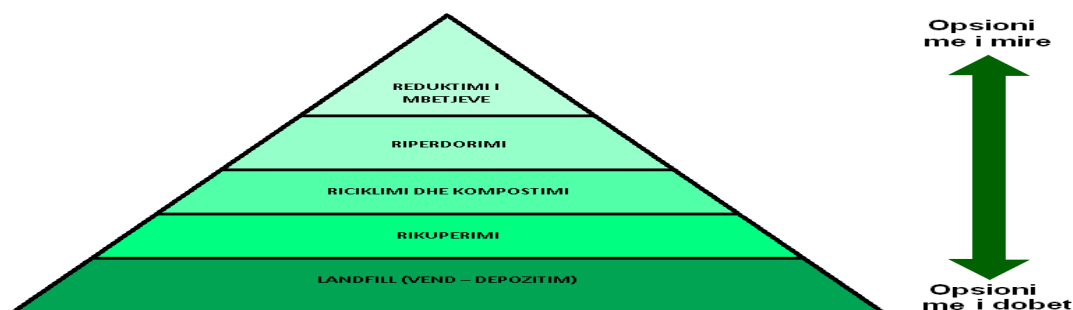 REDUKTIMI I
MBETJEVE
RIPERDORIMI
RICIKLIMI DHE KOMPOSTIMI
RIKUPERIMI
LANDFILL (VEND – DEPOZITIM)
Opsioni
me i mire
Opsioni
me i dobet